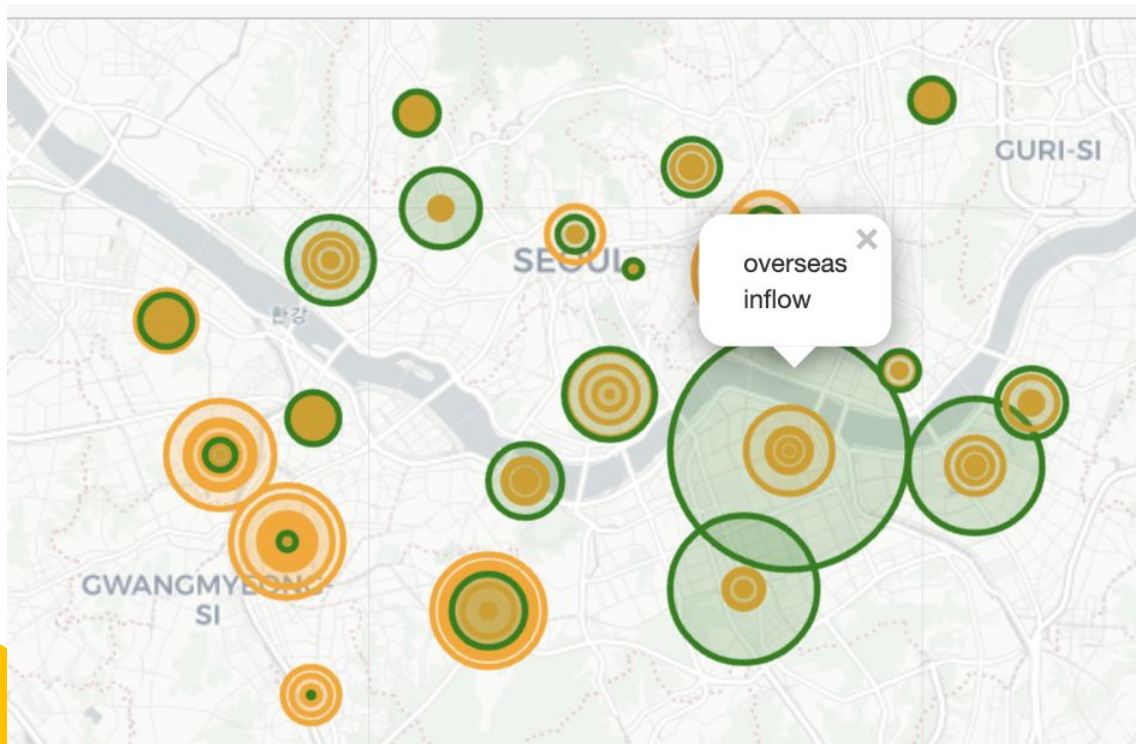 GURI-SI
SEOUL
overseas
inflow
×
한강
GWANGMYEONG-
SI